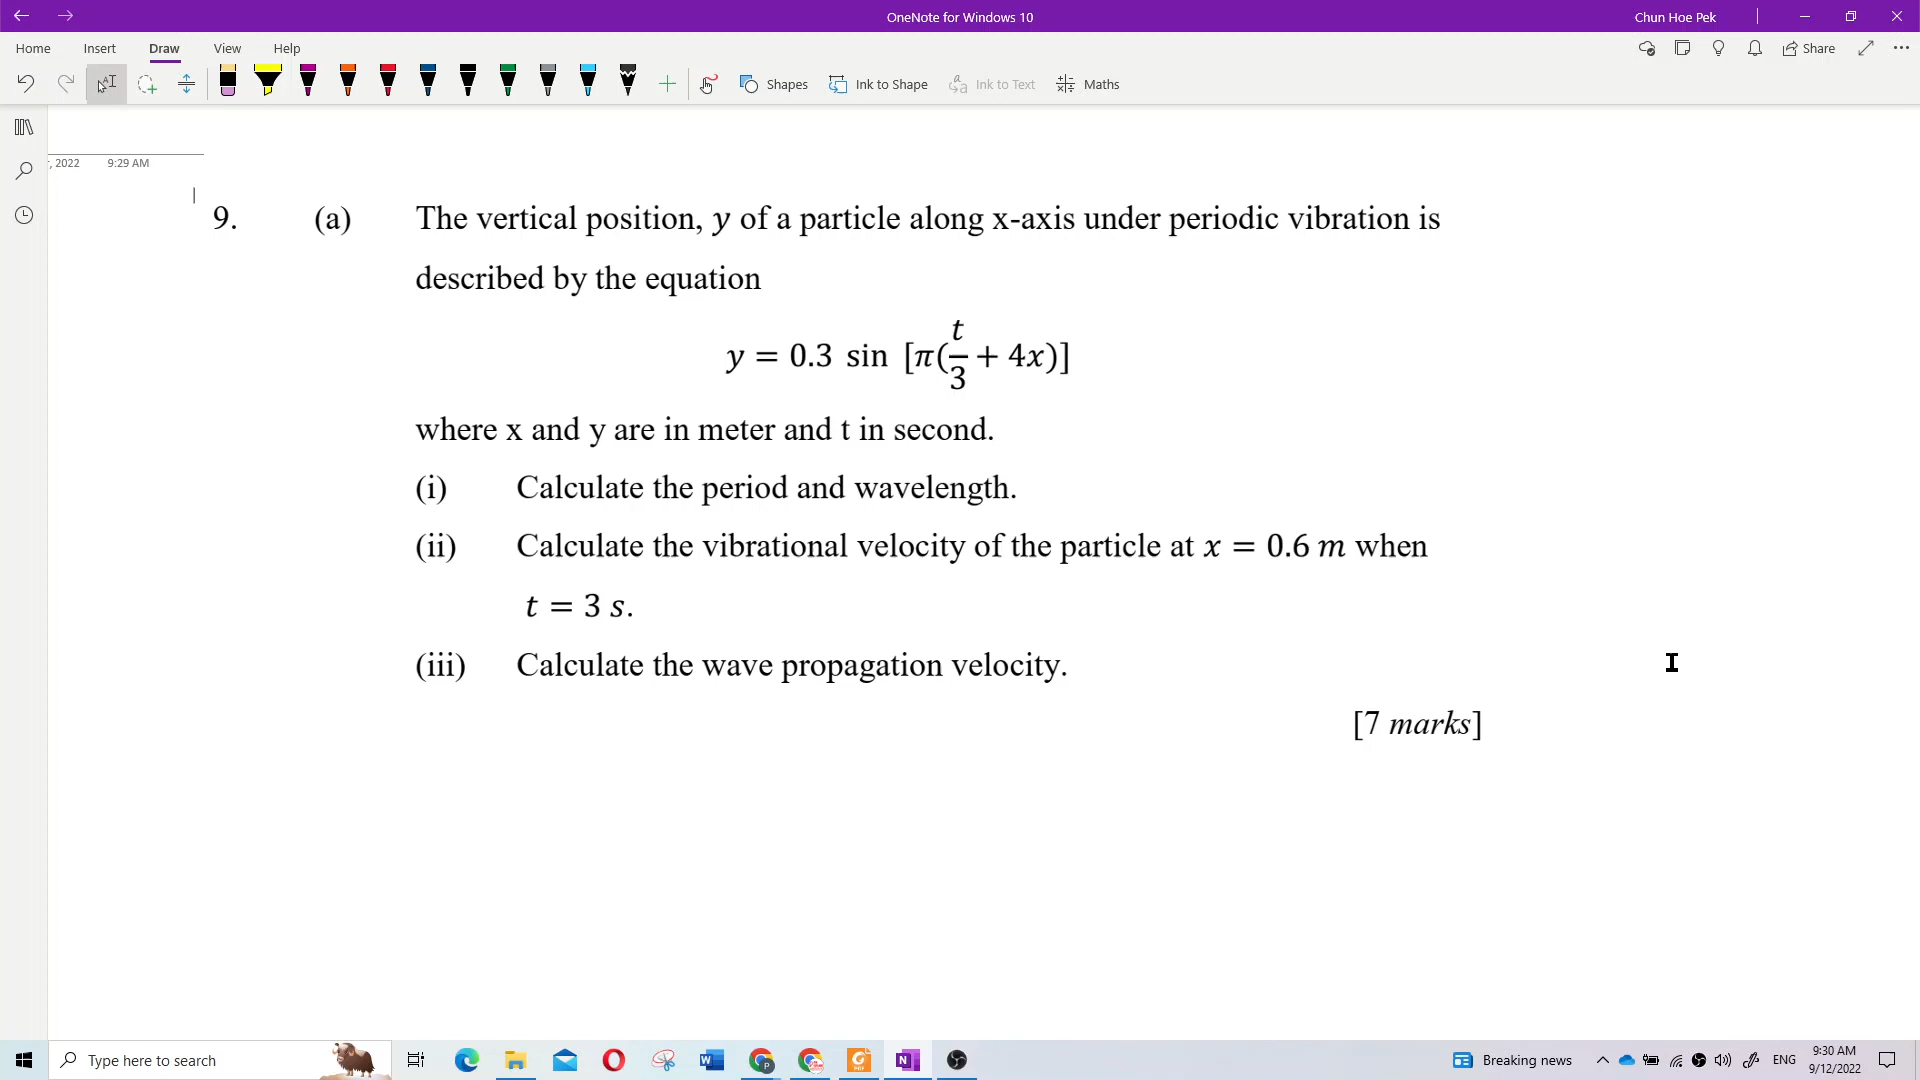 OneNote for Windows 10
Chun Hoe Pek
Home Insert Draw View Help
Share
Shapes Ink to Shape Ink to Text Maths
, 2022 9:29 AM
9. (a) The vertical position, y of a particle along x-axis under periodic vibration is
described by the equation
y = 0.3 sin [π(t/3 + 4x)]
where x and y are in meter and t in second.
(i) Calculate the period and wavelength.
(ii) Calculate the vibrational velocity of the particle at x = 0.6 m when
t = 3 s.
(iii) Calculate the wave propagation velocity.
[7 marks]
Type here to search
Breaking news
ENG
9:30 AM
9/12/2022